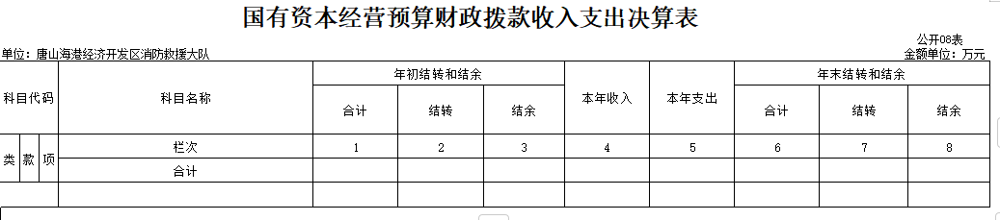 国有资本经营预算财政拨款收入支出决算表
公开08表
单位：唐山海港经济开发区消防救援大队 金额单位：万元
科目代码 科目名称 年初结转和结余 本年收入 本年支出 年末结转和结余
合计 结转 结余 合计 结转 结余
类 款 项 栏次 1 2 3 4 5 6 7 8
合计